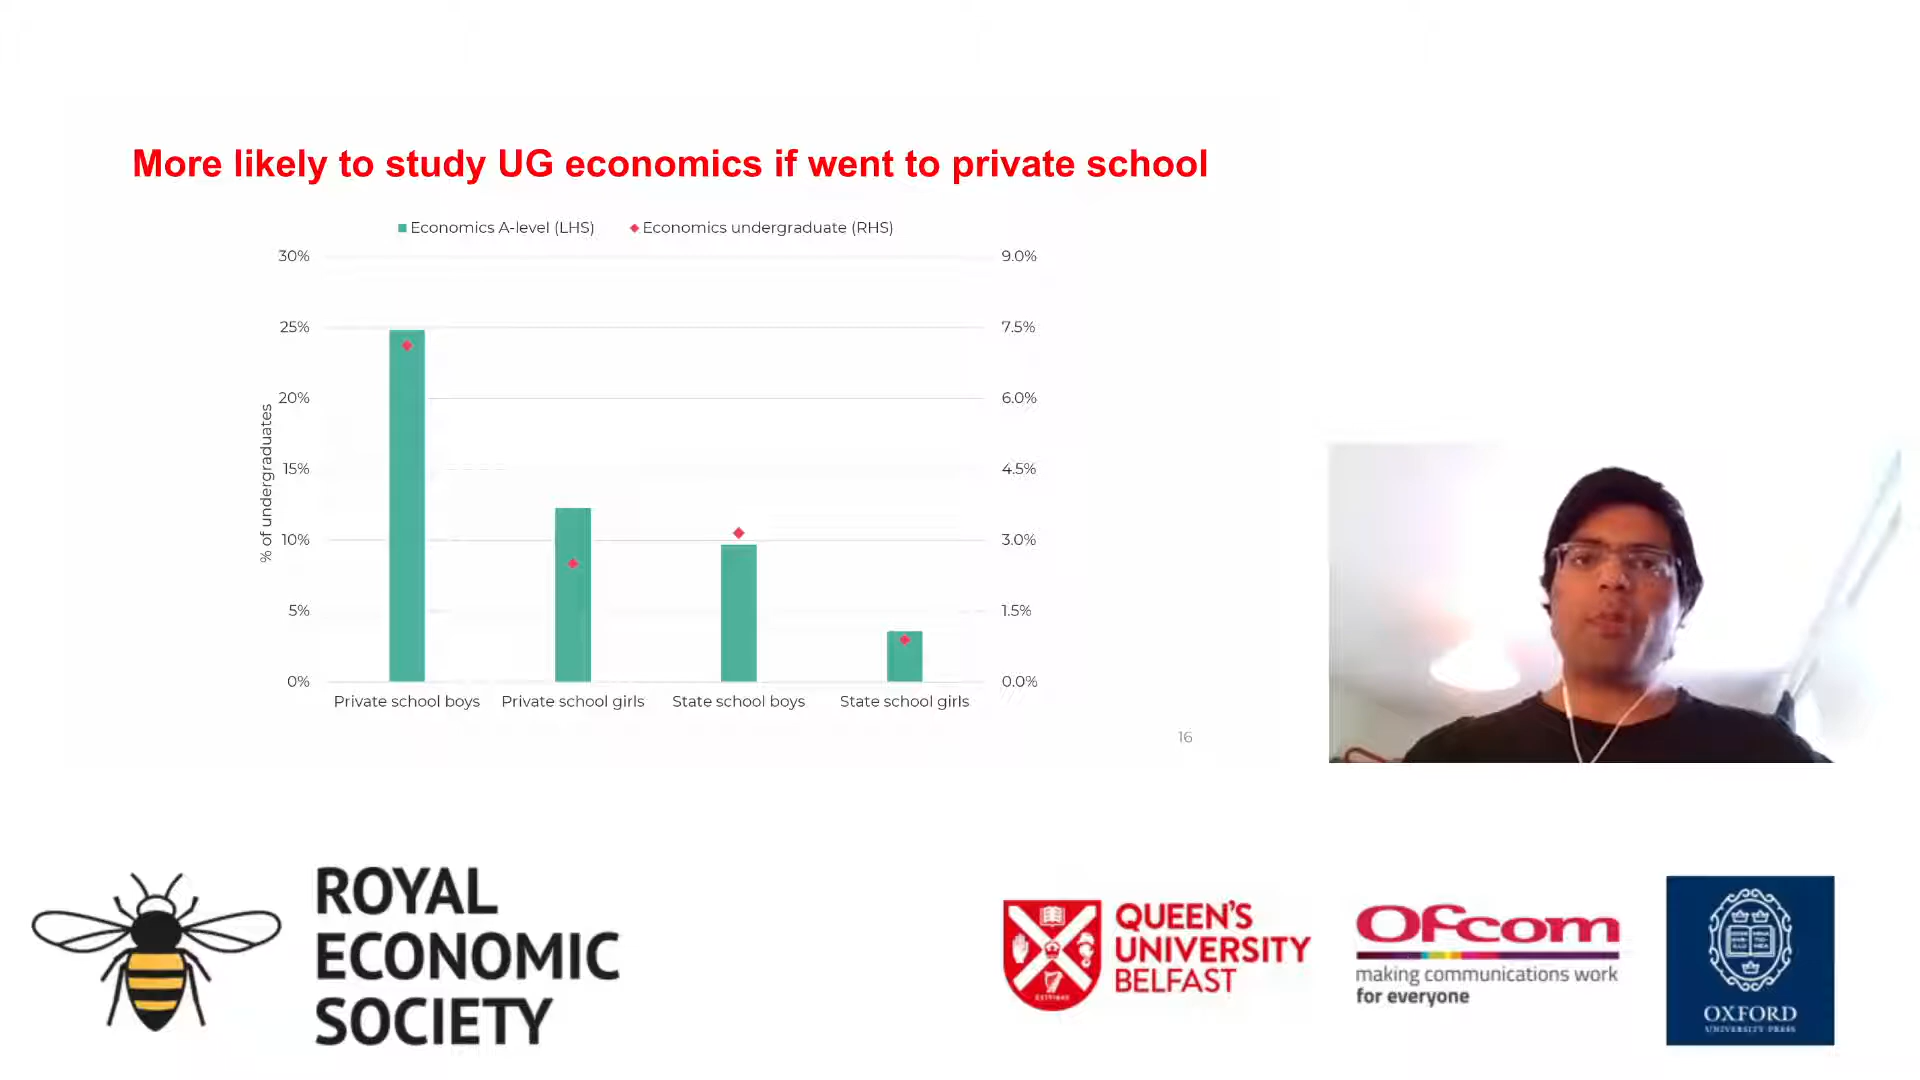 More likely to study UG economics if went to private school
Economics A-level (LHS) Economics undergraduate (RHS)
30% 9.0%
25% 7.5%
20% 6.0%
15% 4.5%
10% 3.0%
5% 1.5%
0% 0.0%
% of undergraduates
Private school boys Private school girls State school boys State school girls
16
ROYAL
ECONOMIC
SOCIETY
QUEEN'S
UNIVERSITY
BELFAST
Ofcom
making communications work
for everyone
OXFORD
UNIVERSITY PRESS